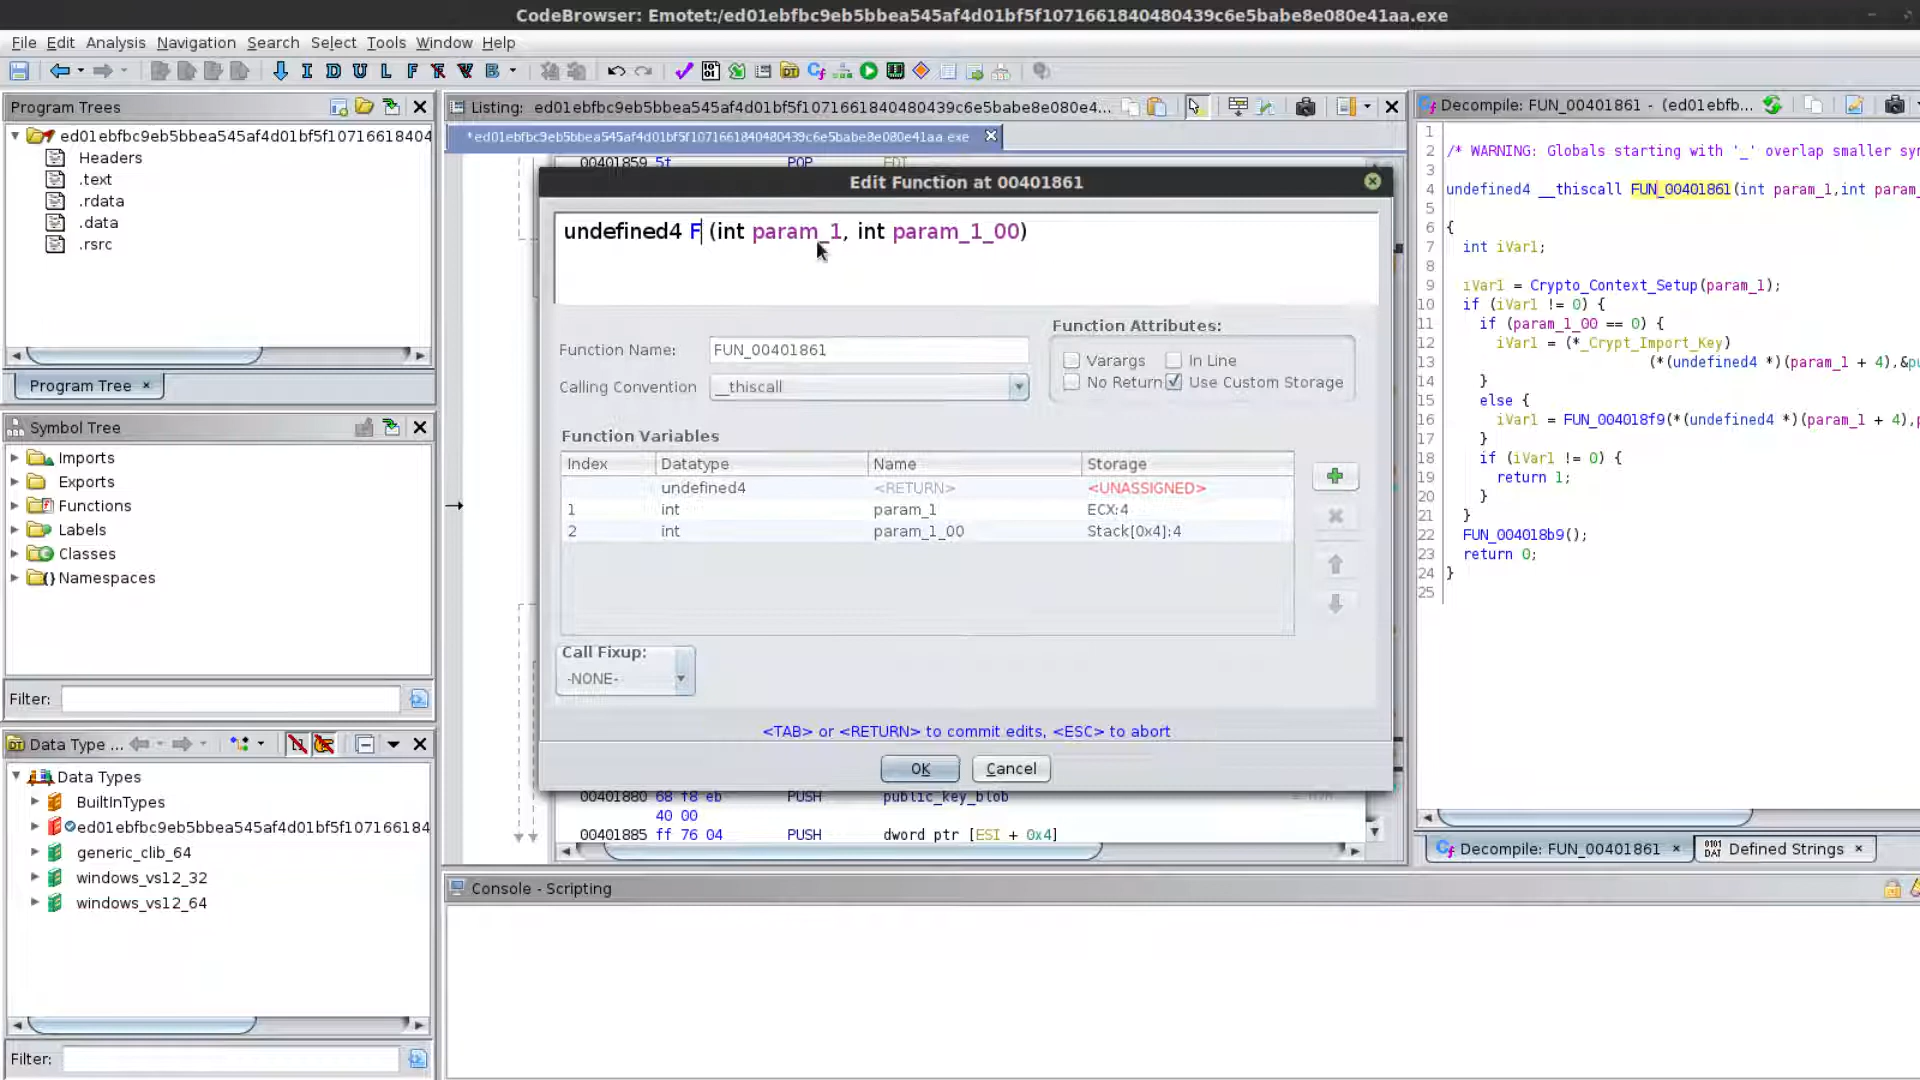 CodeBrowser: Emotet:/ed01ebfbc9eb5bbea545af4d01bf5f1071661840480439c6e5babe8e080e41aa.exe
File Edit Analysis Navigation Search Select Tools Window Help
I D U L F B
Program Trees
ed01ebfbc9eb5bbea545af4d01bf5f10716618404
Headers
.text
.rdata
.data
.rsrc
Program Tree ×
Symbol Tree
Imports
Exports
Functions
Labels
Classes
Namespaces
Filter:
Data Type ...
Data Types
BuiltInTypes
ed01ebfbc9eb5bbea545af4d01bf5f107166184
generic_clib_64
windows_vs12_32
windows_vs12_64
Filter:
Listing: ed01ebfbc9eb5bbea545af4d01bf5f1071661840480439c6e5babe8e080e4...
*ed01ebfbc9eb5bbea545af4d01bf5f1071661840480439c6e5babe8e080e41aa.exe
00401859 5f POP EDI
Edit Function at 00401861
undefined4 F (int param_1, int param_1_00)
Function Name: FUN_00401861
Calling Convention __thiscall
Function Attributes:
Varargs In Line
No Return Use Custom Storage
Function Variables
Index Datatype Name Storage
undefined4 <RETURN> <UNASSIGNED>
1 int param_1 ECX:4
2 int param_1_00 Stack[0x4]:4
Call Fixup:
-NONE-
<TAB> or <RETURN> to commit edits, <ESC> to abort
OK Cancel
00401880 68 f8 eb PUSH public_key_blob
40 00
00401885 ff 76 04 PUSH dword ptr [ESI + 0x4]
Console - Scripting
Decompile: FUN_00401861 - (ed01ebfb...
1
2 /* WARNING: Globals starting with '_' overlap smaller sy
3
4 undefined4 __thiscall FUN_00401861(int param_1,int param_
5
6 {
7 int iVar1;
8
9 iVar1 = Crypto_Context_Setup(param_1);
10 if (iVar1 != 0) {
11 if (param_1_00 == 0) {
12 iVar1 = (*_Crypt_Import_Key)
13 (*(undefined4 *)(param_1 + 4),&pu
14 }
15 else {
16 iVar1 = FUN_004018f9(*(undefined4 *)(param_1 + 4),p
17 }
18 if (iVar1 != 0) {
19 return 1;
20 }
21 }
22 FUN_004018b9();
23 return 0;
24 }
25
Decompile: FUN_00401861 × Defined Strings ×